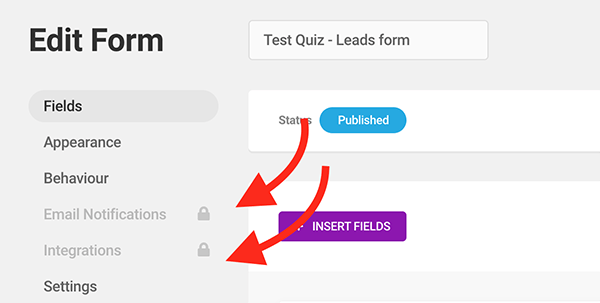 Edit Form
Test Quiz - Leads form
Fields
Appearance
Behaviour
Email Notifications
Integrations
Settings
Status
Published
INSERT FIELDS